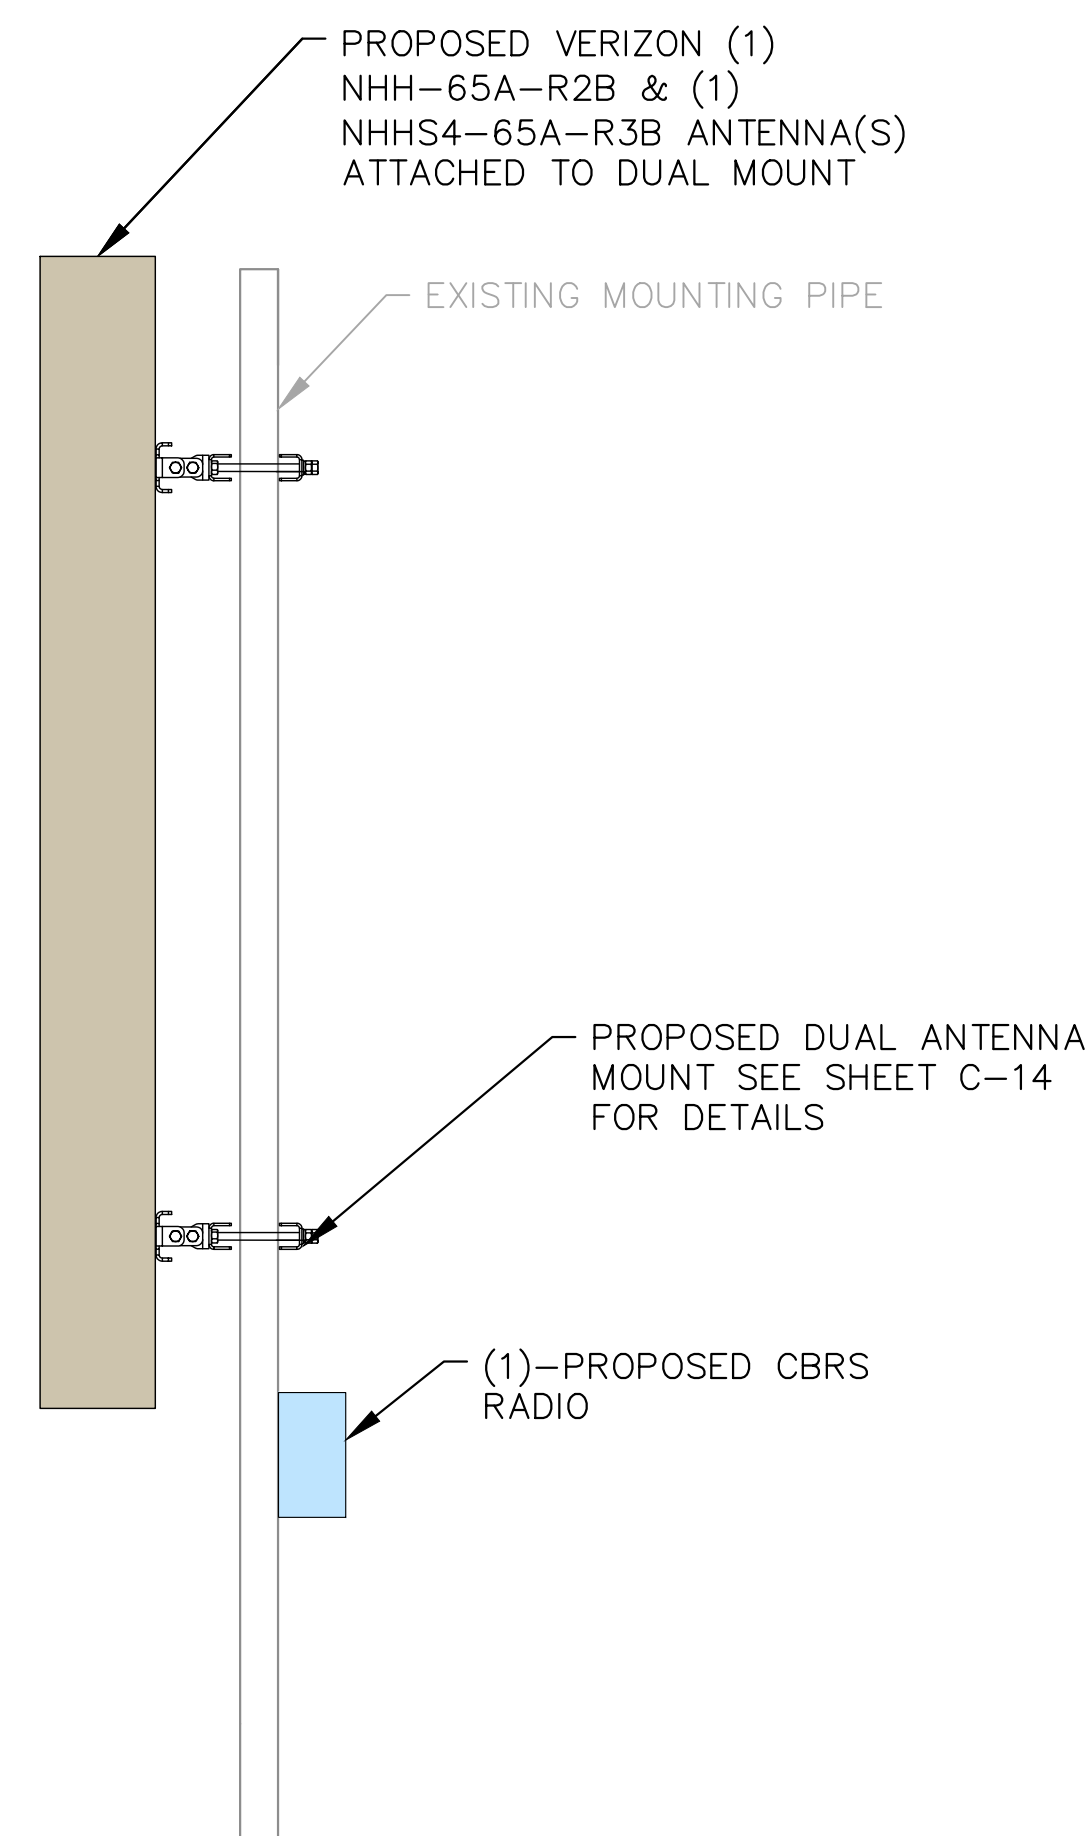 PROPOSED VERIZON (1)
NHH-65A-R2B & (1)
NHHS4-65A-R3B ANTENNA(S)
ATTACHED TO DUAL MOUNT
EXISTING MOUNTING PIPE
PROPOSED DUAL ANTENNA
MOUNT SEE SHEET C-14
FOR DETAILS
(1)-PROPOSED CBRS
RADIO